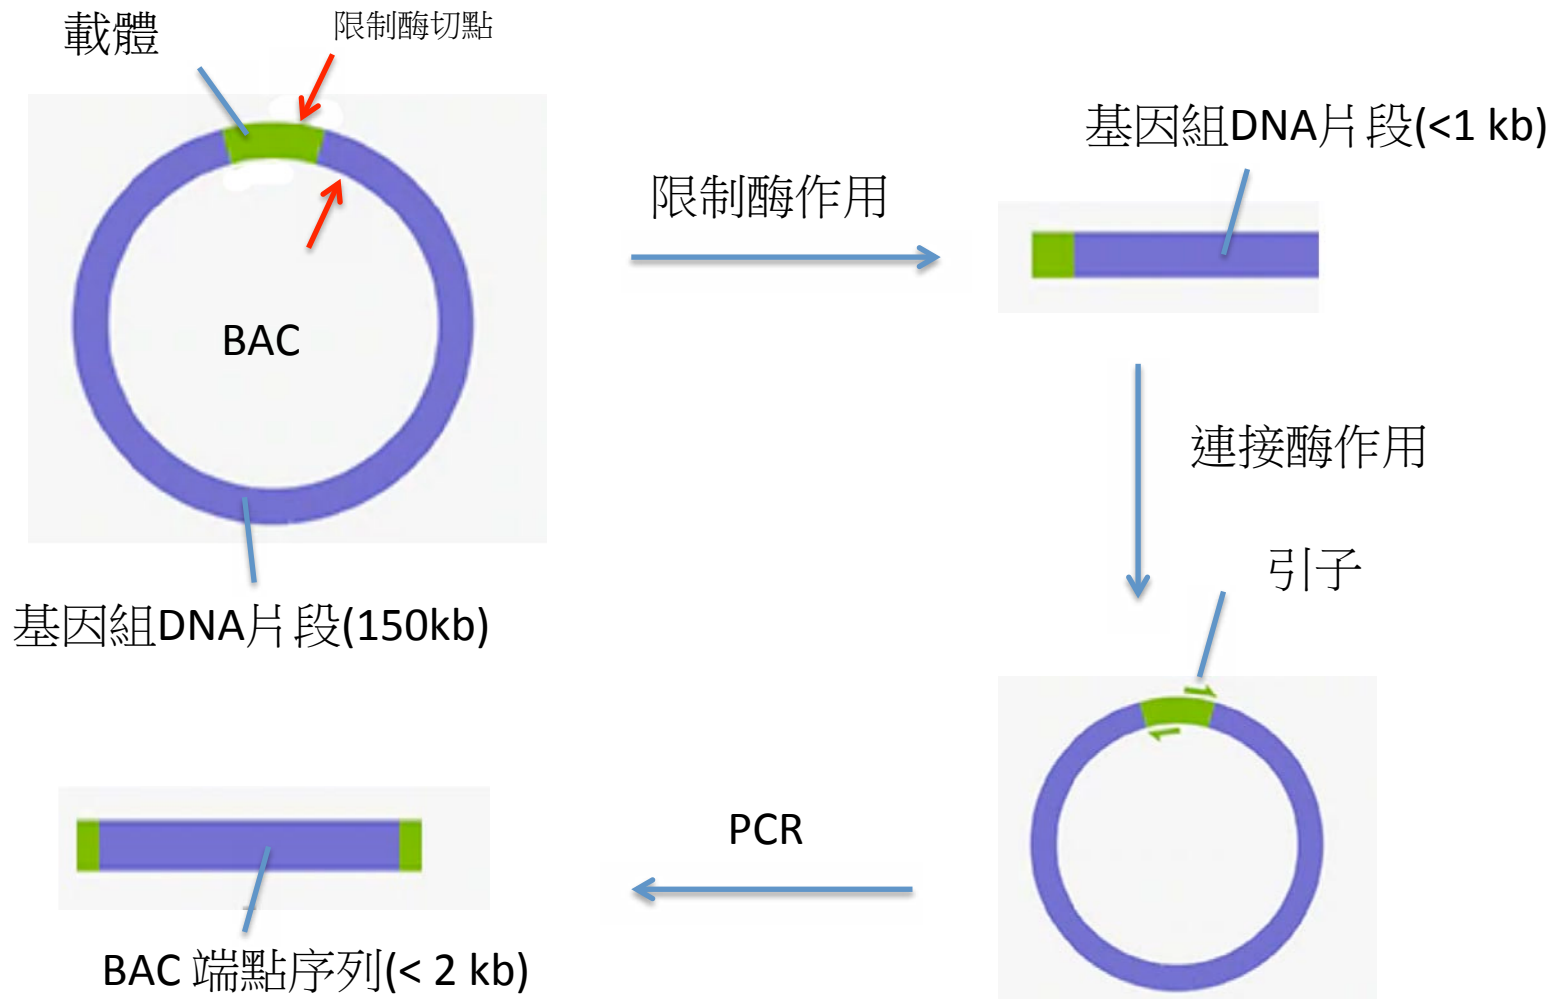 載體
限制酶切點
BAC
基因組DNA片段(150kb)
限制酶作用
基因組DNA片段(<1 kb)
連接酶作用
引子
PCR
BAC 端點序列(< 2 kb)